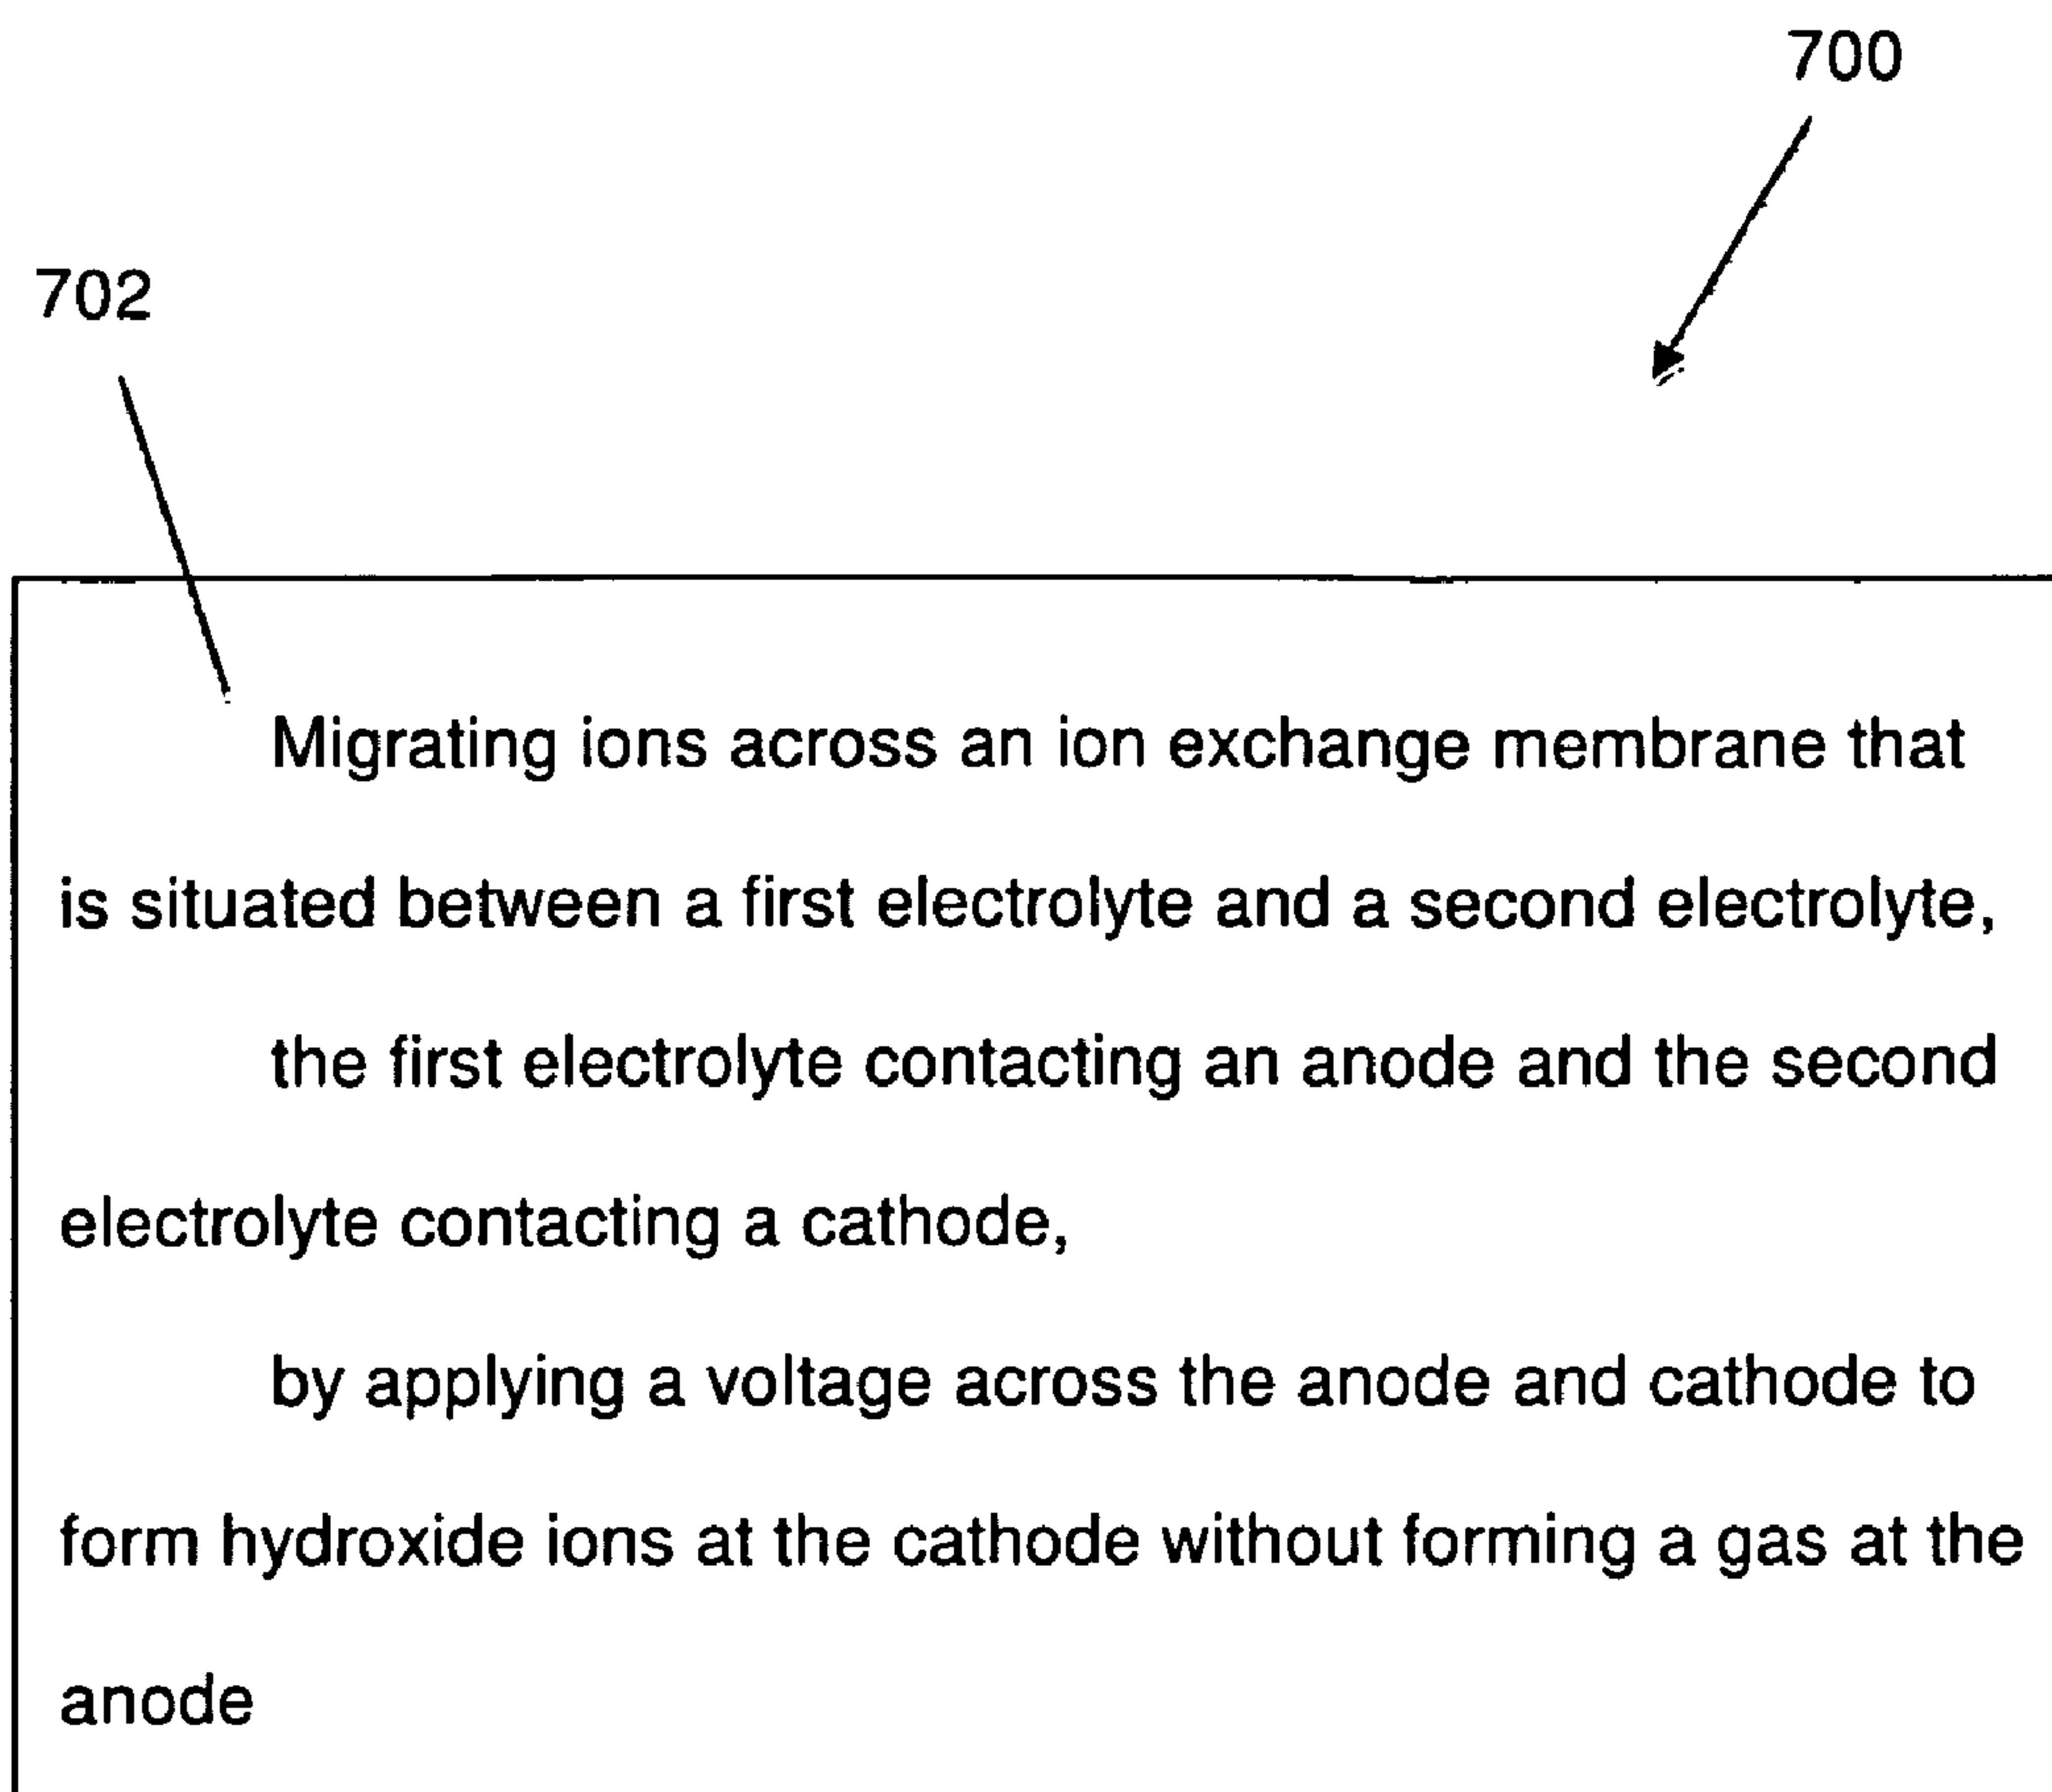 700
702
Migrating ions across an ion exchange membrane that
is situated between a first electrolyte and a second electrolyte,
the first electrolyte contacting an anode and the second
electrolyte contacting a cathode,
by applying a voltage across the anode and cathode to
form hydroxide ions at the cathode without forming a gas at the
anode